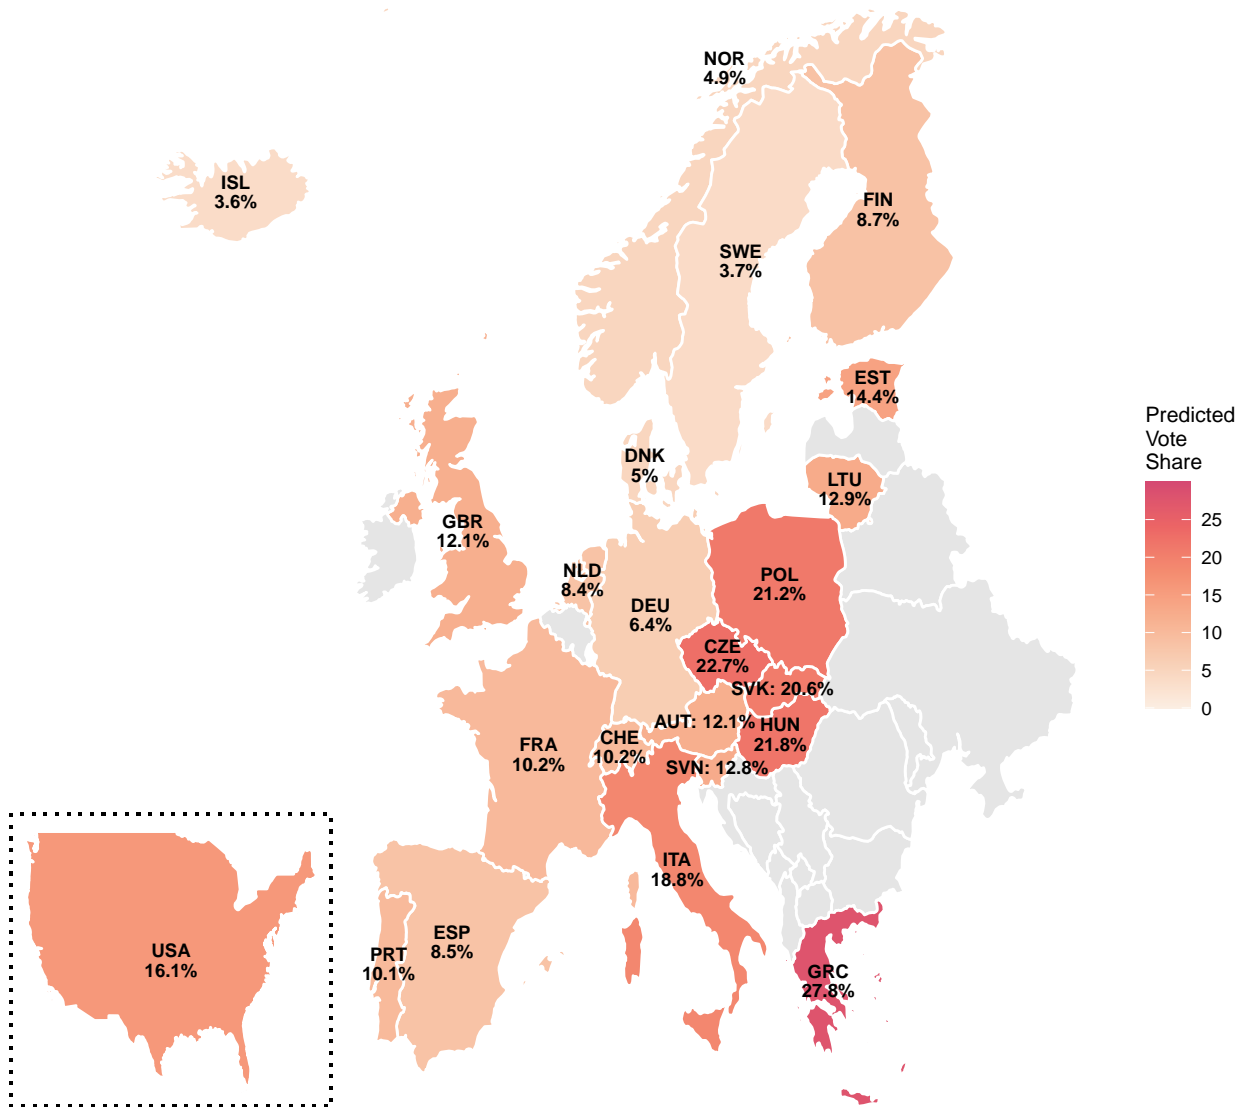 NOR
4.9%
ISL
3.6%
FIN
8.7%
SWE
3.7%
EST
14.4%
Predicted
Vote
Share
25
20
15
10
5
0
DNK
5%
LTU
12.9%
GBR
12.1%
NLD
8.4%
POL
21.2%
DEU
6.4%
CZE
22.7%
SVK: 20.6%
AUT: 12.1%
HUN
21.8%
CHE
10.2%
FRA
10.2%
SVN: 12.8%
ITA
18.8%
ESP
8.5%
PRT
10.1%
USA
16.1%
GRC
27.8%